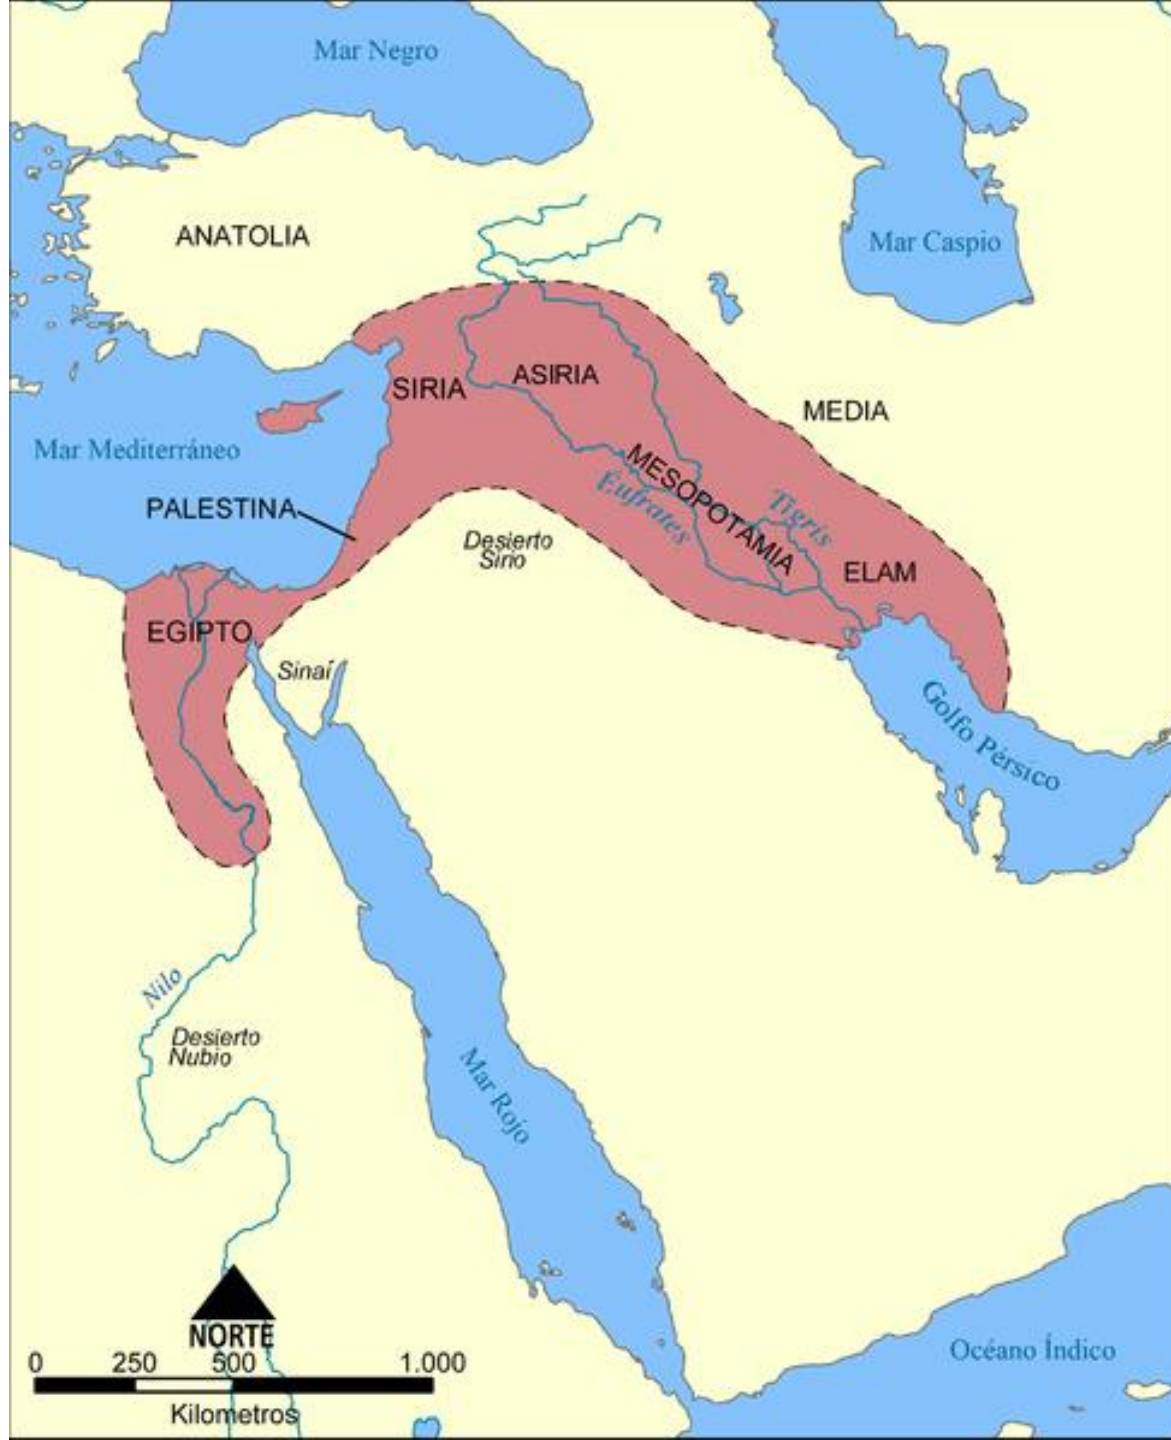 Mar Negro
ANATOLIA
Mar Caspio
SIRIA
ASIRIA
MEDIA
Mar Mediterráneo
MESOPOTAMIA
Éufrates
Tigris
PALESTINA
Desierto
Sirio
ELAM
EGIPTO
Sinaí
Golfo Pérsico
Nilo
Desierto
Nubio
Mar Rojo
NORTE
0 250 500 1.000
Kilometros
Océano Índico